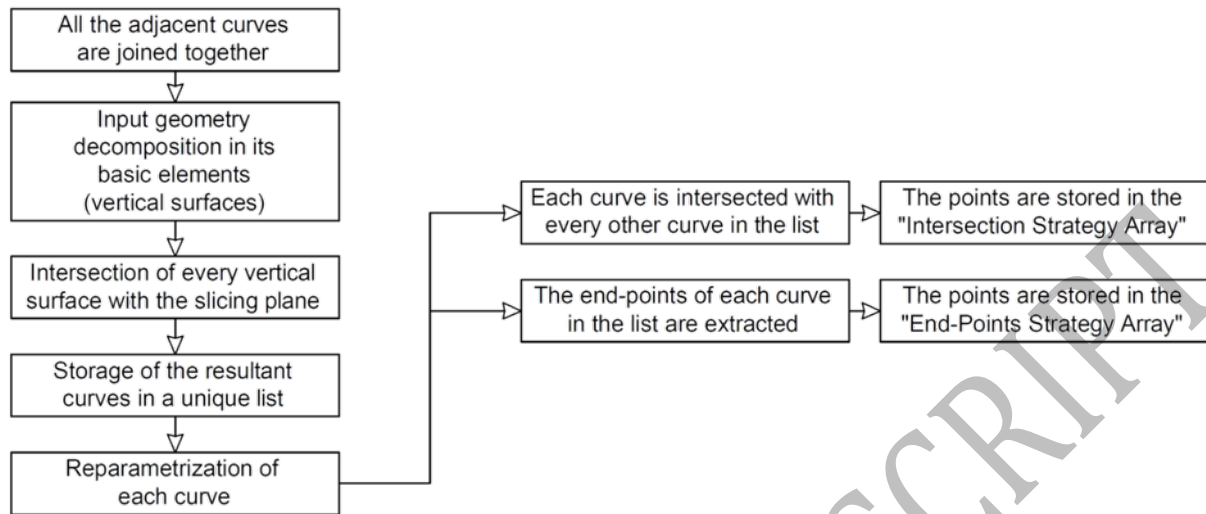 All the adjacent curves
are joined together
Input geometry
decomposition in its
basic elements
(vertical surfaces)
Intersection of every vertical
surface with the slicing plane
Storage of the resultant
curves in a unique list
Reparametrization of
each curve
Each curve is intersected with
every other curve in the list
The points are stored in the
"Intersection Strategy Array"
The end-points of each curve
in the list are extracted
The points are stored in the
"End-Points Strategy Array"
SCRIPT